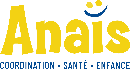 Anaïs
COORDINATION • SANTÉ • ENFANCE